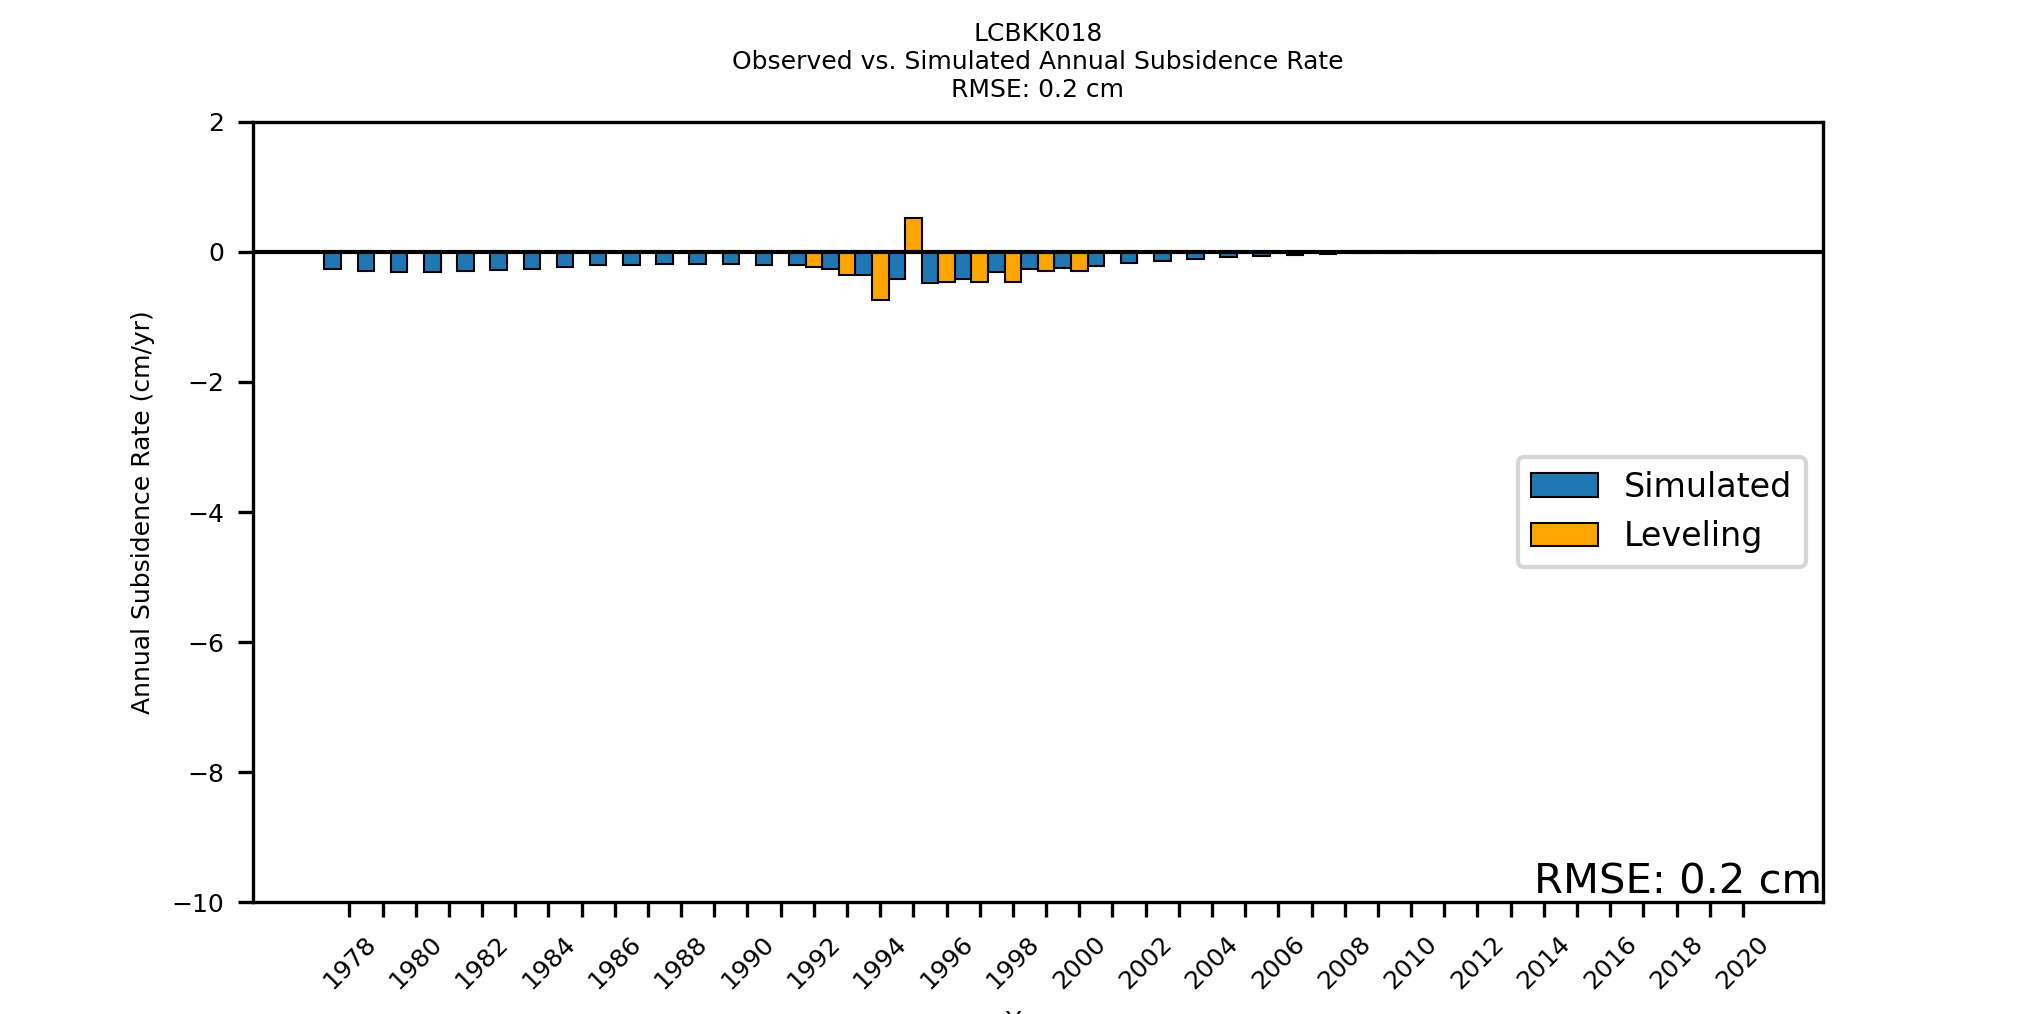 LCBKK018
Observed vs. Simulated Annual Subsidence Rate
RMSE: 0.2 cm
Annual Subsidence Rate (cm/yr)
2
0
−2
−4
−6
−8
−10
Simulated
Leveling
RMSE: 0.2 cm
1978 1980 1982 1984 1986 1988 1990 1992 1994 1996 1998 2000 2002 2004 2006 2008 2010 2012 2014 2016 2018 2020